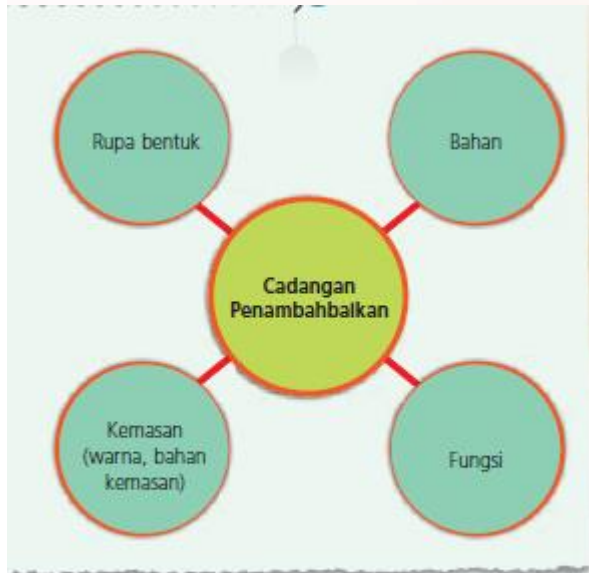 Rupa bentuk
Bahan
Cadangan
Penambahbaikan
Kemasan
(warna, bahan
kemasan)
Fungsi